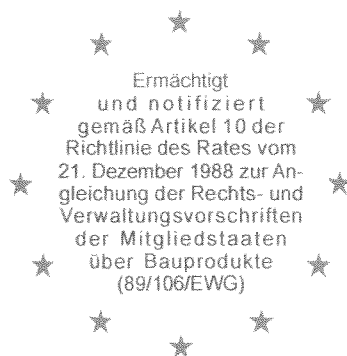 Ermächtigt
und notifiziert
gemäß Artikel 10 der
Richtlinie des Rates vom
21. Dezember 1988 zur An-
gleichung der Rechts- und
Verwaltungsvorschriften
der Mitgliedstaaten
über Bauprodukte
(89/106/EWG)